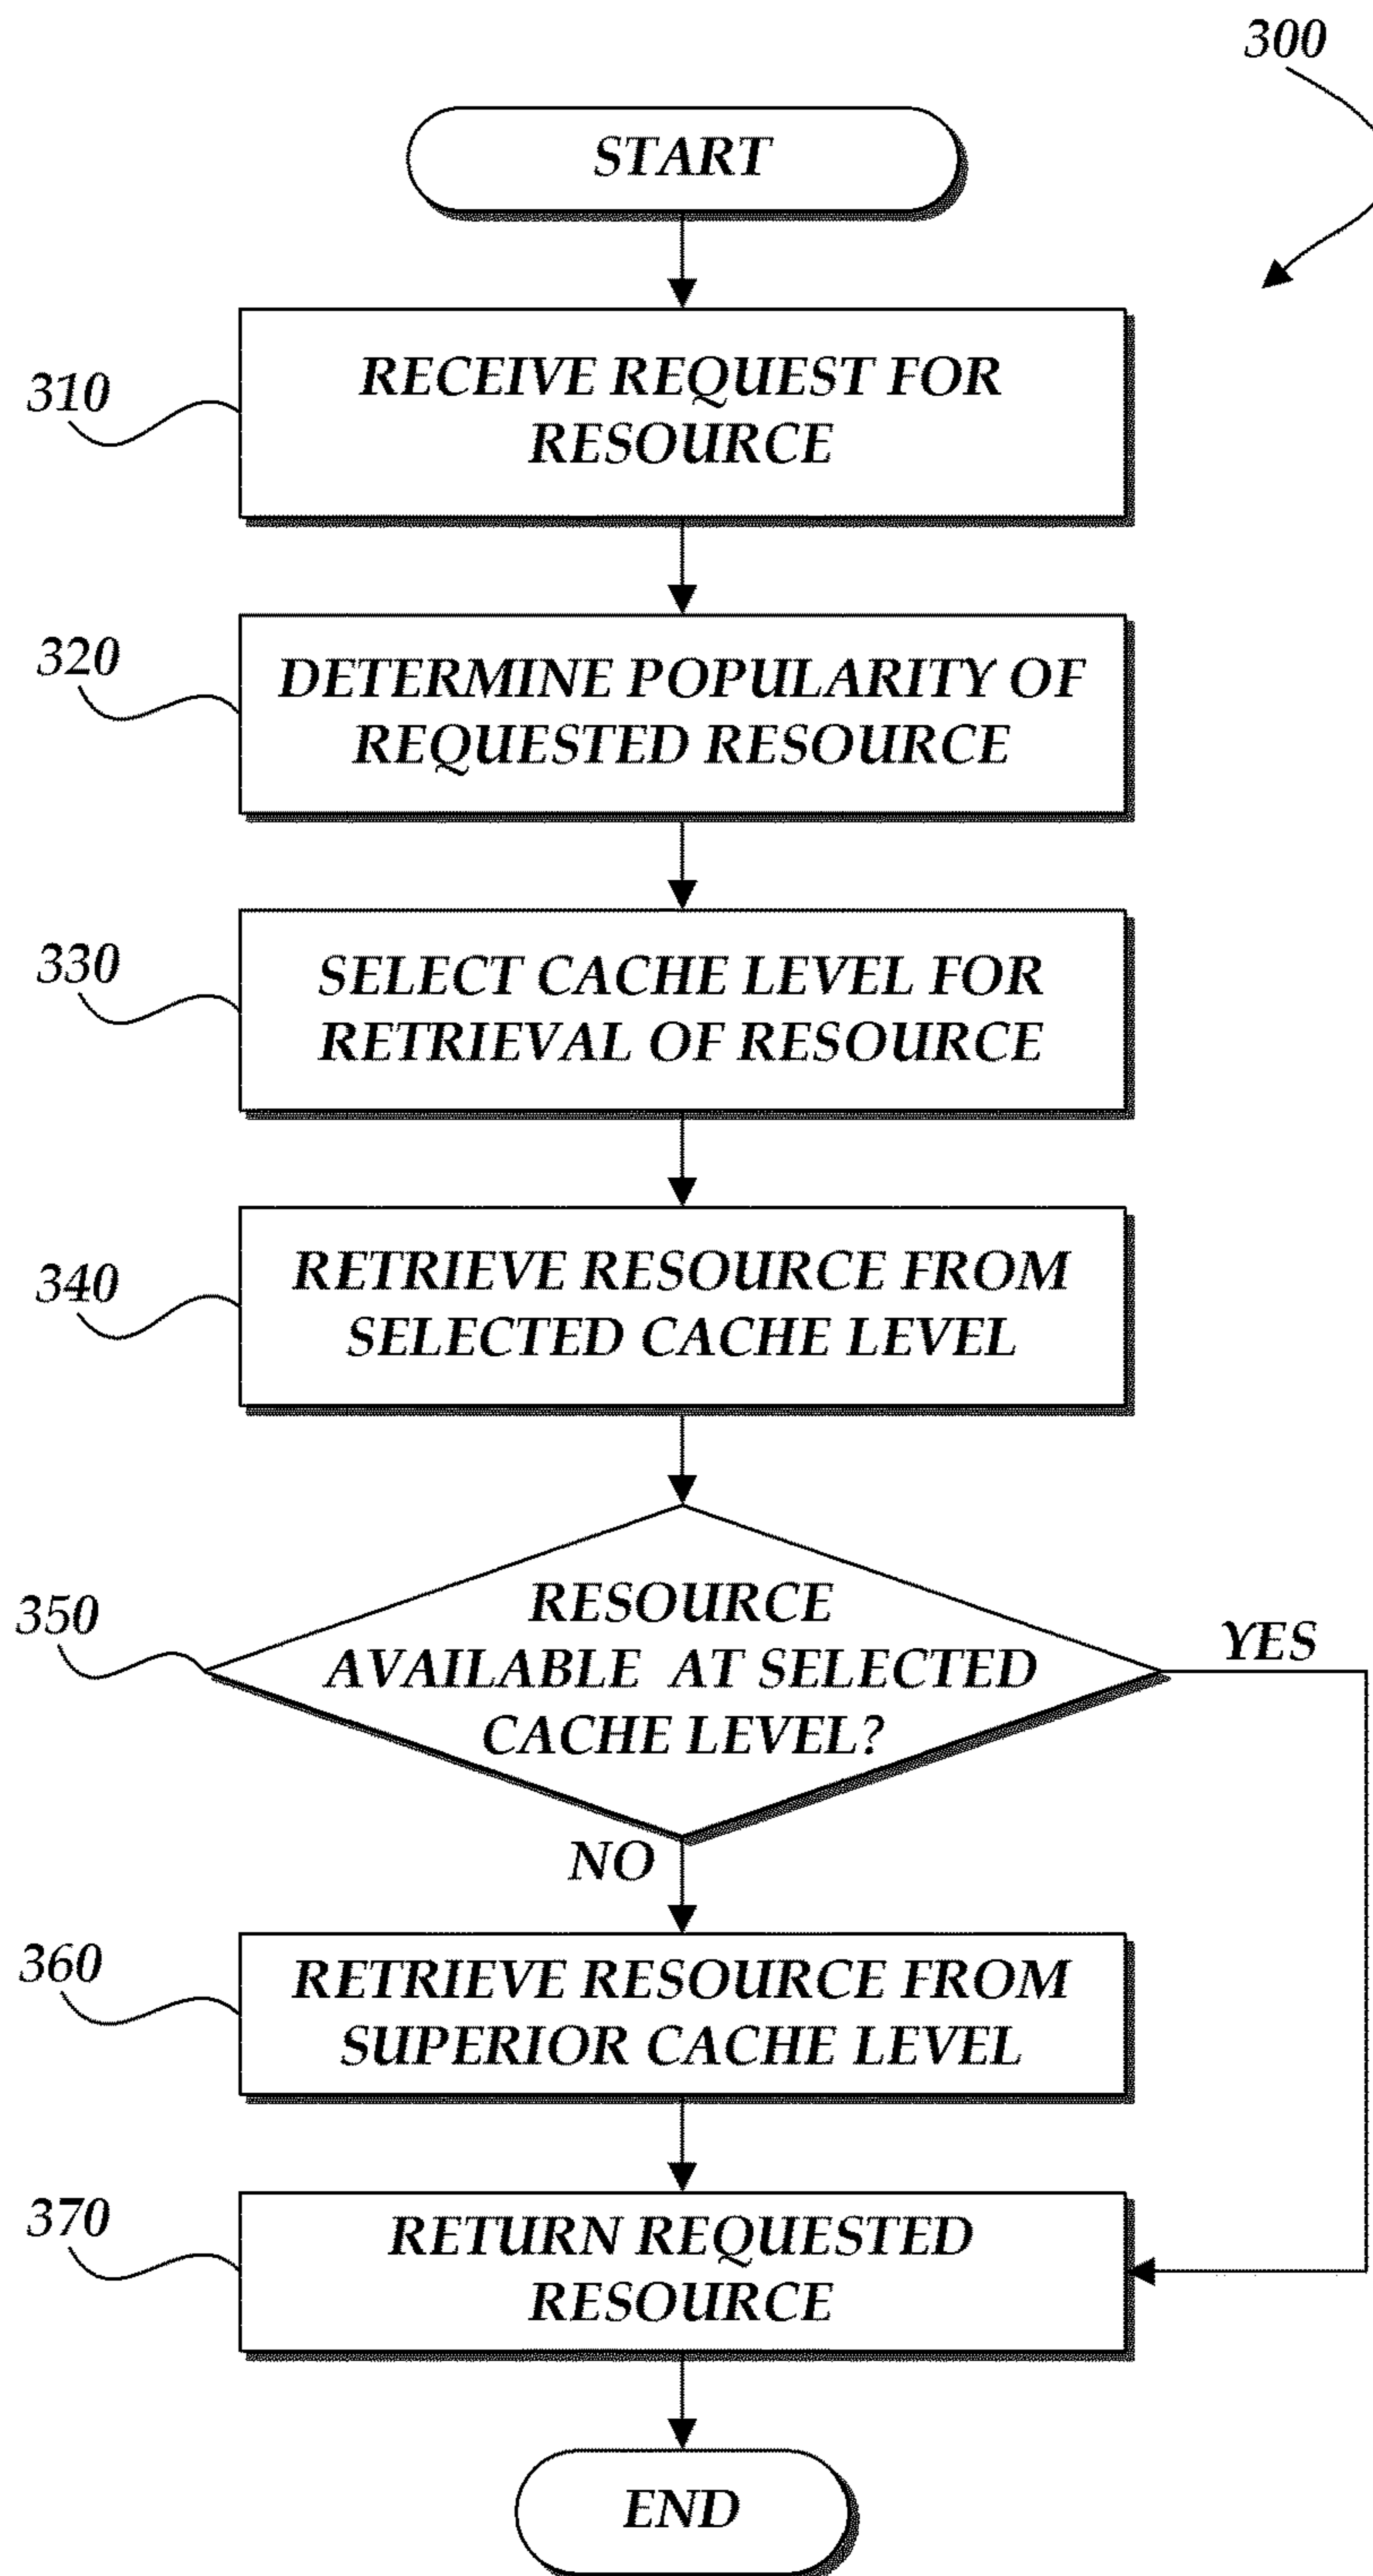 300
START
310
RECEIVE REQUEST FOR
RESOURCE
320
DETERMINE POPULARITY OF
REQUESTED RESOURCE
330
SELECT CACHE LEVEL FOR
RETRIEVAL OF RESOURCE
340
RETRIEVE RESOURCE FROM
SELECTED CACHE LEVEL
350
RESOURCE
AVAILABLE AT SELECTED
CACHE LEVEL?
YES
NO
360
RETRIEVE RESOURCE FROM
SUPERIOR CACHE LEVEL
370
RETURN REQUESTED
RESOURCE
END